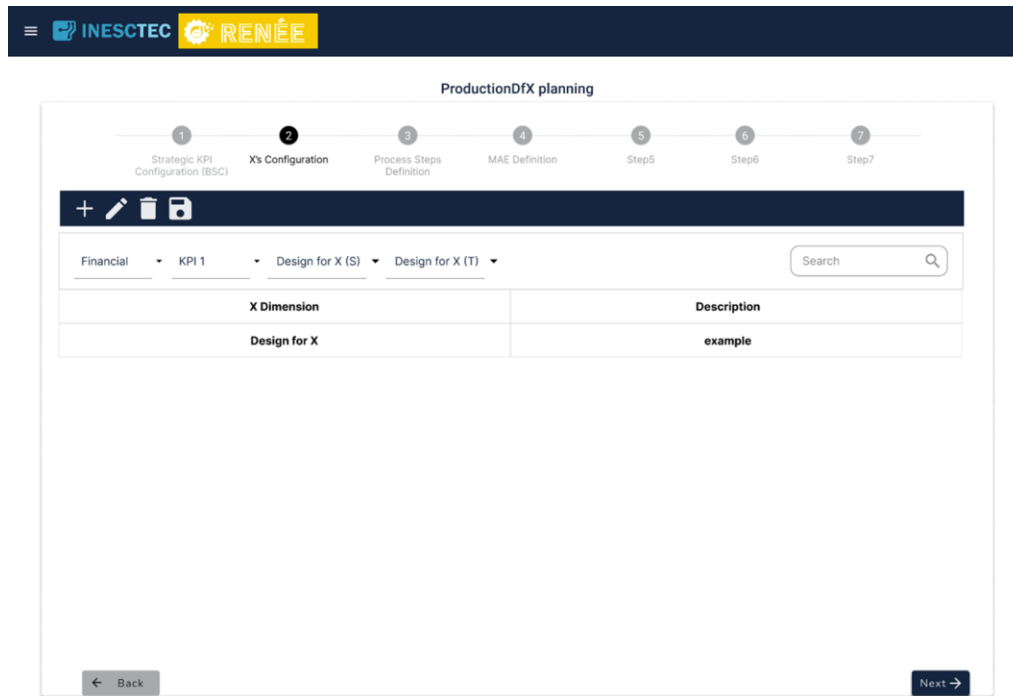 INESCTEC RENÉE
ProductionDfX planning
1 2 3 4 5 6 7
Strategic KPI Configuration (BSC)
X's Configuration
Process Steps Definition
MAE Definition
Step5
Step6
Step7
Financial KPI 1 Design for X (S) Design for X (T) Search
X Dimension Description
Design for X example
Back Next